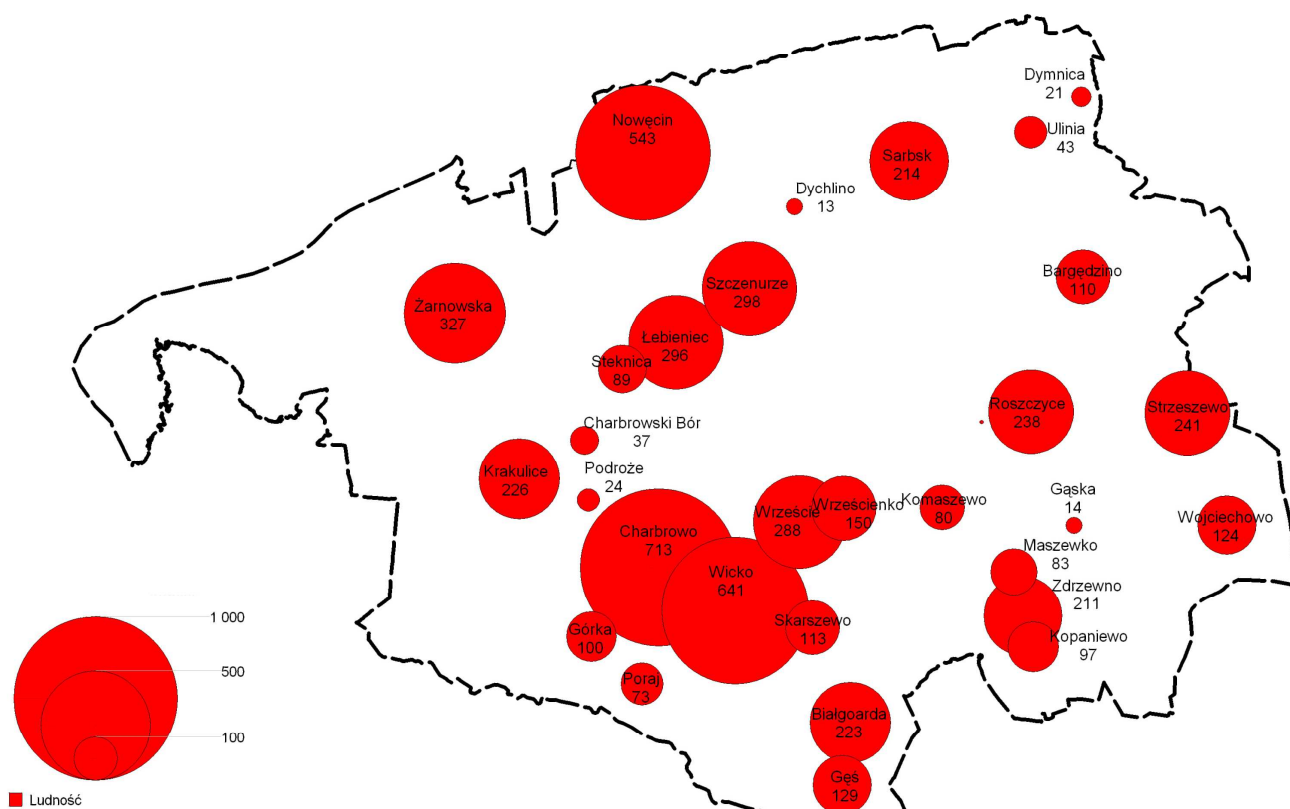 Dymnica
21
Nowęcin
543
Ulinia
43
Sarbsk
214
Dychlino
13
Bargędzino
110
Szczenurze
298
Żarnowska
327
Łebieniec
296
Steknica
89
Roszczyce
238
Strzeszewo
241
Charbrowski Bór
37
Krakulice
226
Podroże
24
Gąska
14
Komaszewo
80
Wrześcienko
150
Wrzeście
288
Wojciechowo
124
Charbrowo
713
Maszewko
83
Wicko
641
Zdrzewno
211
Skarszewo
113
Górka
100
Kopaniewo
97
Poraj
73
Białgoarda
223
Gęś
129
1 000
500
100
Ludność